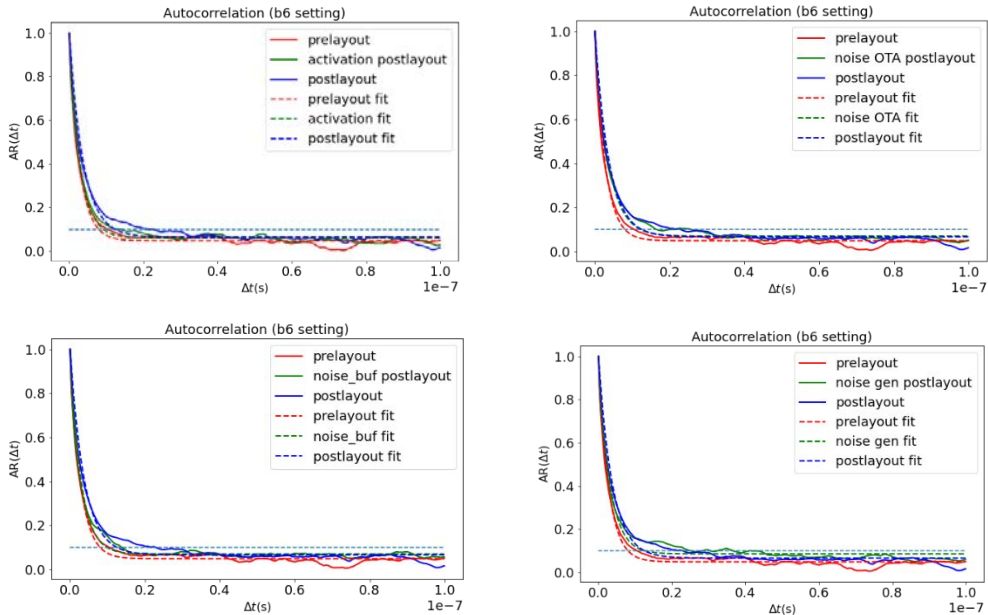 Autocorrelation (b6 setting)
prelayout
activation postlayout
postlayout
prelayout fit
activation fit
postlayout fit
AR(Δt)
1.0
0.8
0.6
0.4
0.2
0.0
0.0 0.2 0.4 0.6 0.8 1.0
Δt(s)
1e-7
Autocorrelation (b6 setting)
prelayout
noise OTA postlayout
postlayout
prelayout fit
noise OTA fit
postlayout fit
AR(Δt)
1.0
0.8
0.6
0.4
0.2
0.0
0.0 0.2 0.4 0.6 0.8 1.0
Δt(s)
1e-7
Autocorrelation (b6 setting)
prelayout
noise_buf postlayout
postlayout
prelayout fit
noise_buf fit
postlayout fit
AR(Δt)
1.0
0.8
0.6
0.4
0.2
0.0
0.0 0.2 0.4 0.6 0.8 1.0
Δt(s)
1e-7
Autocorrelation (b6 setting)
prelayout
noise gen postlayout
postlayout
prelayout fit
noise gen fit
postlayout fit
AR(Δt)
1.0
0.8
0.6
0.4
0.2
0.0
0.0 0.2 0.4 0.6 0.8 1.0
Δt(s)
1e-7